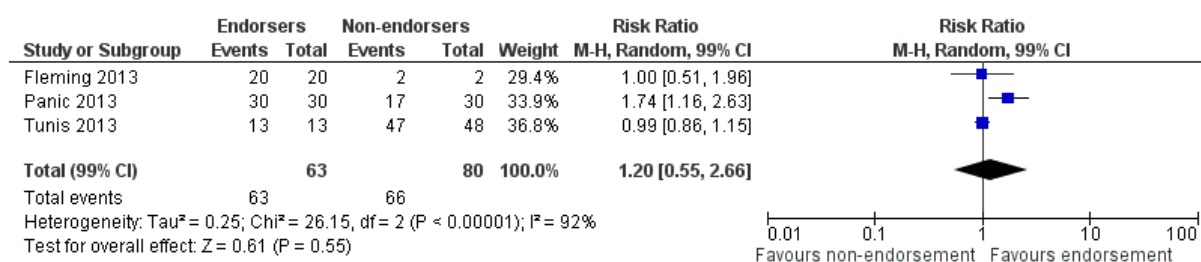 Endorsers Non-endorsers Risk Ratio Risk Ratio
Study or Subgroup Events Total Events Total Weight M-H, Random, 99% CI M-H, Random, 99% CI
Fleming 2013 20 20 2 2 29.4% 1.00 [0.51, 1.96]
Panic 2013 30 30 17 30 33.9% 1.74 [1.16, 2.63]
Tunis 2013 13 13 47 48 36.8% 0.99 [0.86, 1.15]
Total (99% CI) 63 80 100.0% 1.20 [0.55, 2.66]
Total events 63 66
Heterogeneity: Tau² = 0.25; Chi² = 26.15, df = 2 (P < 0.00001); I² = 92%
Test for overall effect: Z = 0.61 (P = 0.55)
0.01 0.1 1 10 100
Favours non-endorsement Favours endorsement